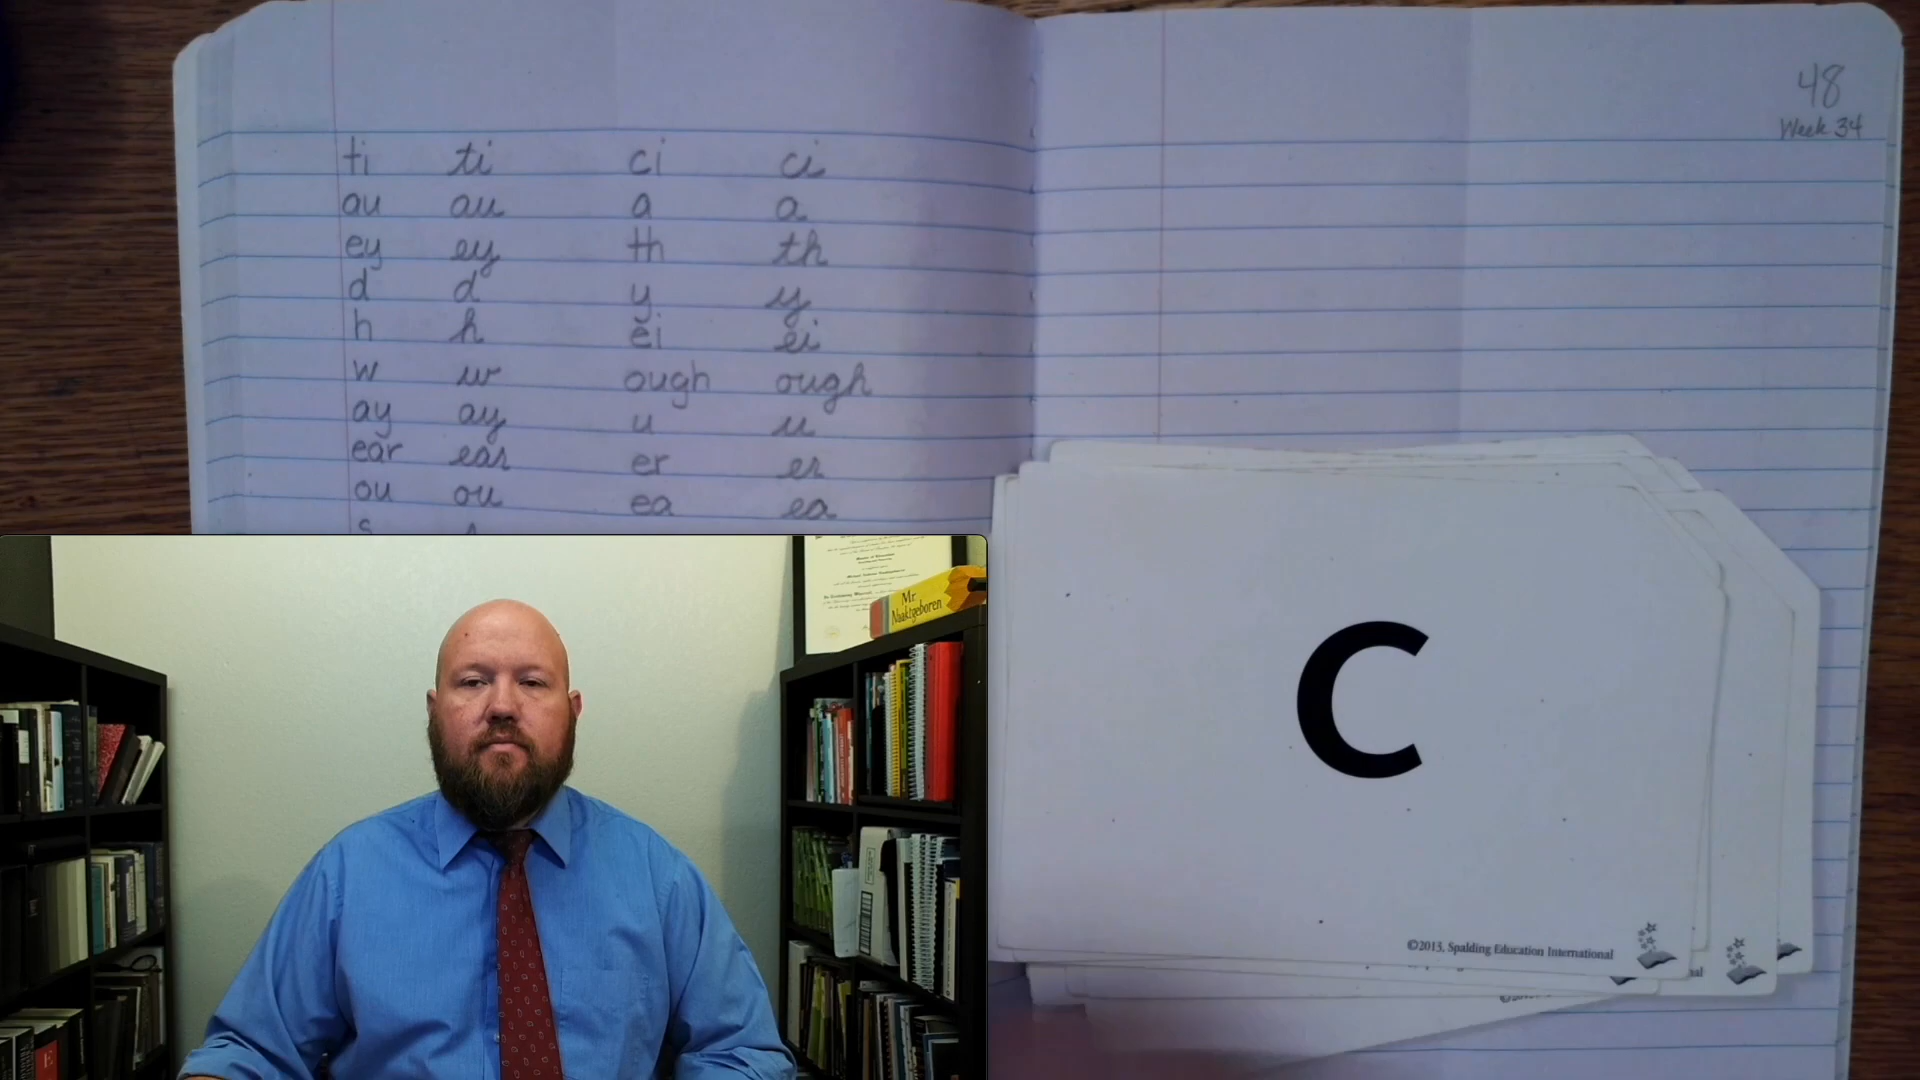 48
Week 34
ti ti ci ci
au au a a
ey ey th th
d d y y
h h ei ei
w w ough ough
ay ay u u
ear ear er er
ou ou ea ea
s s
Mr.
Naaktgeboren
c
©2013, Spalding Education International